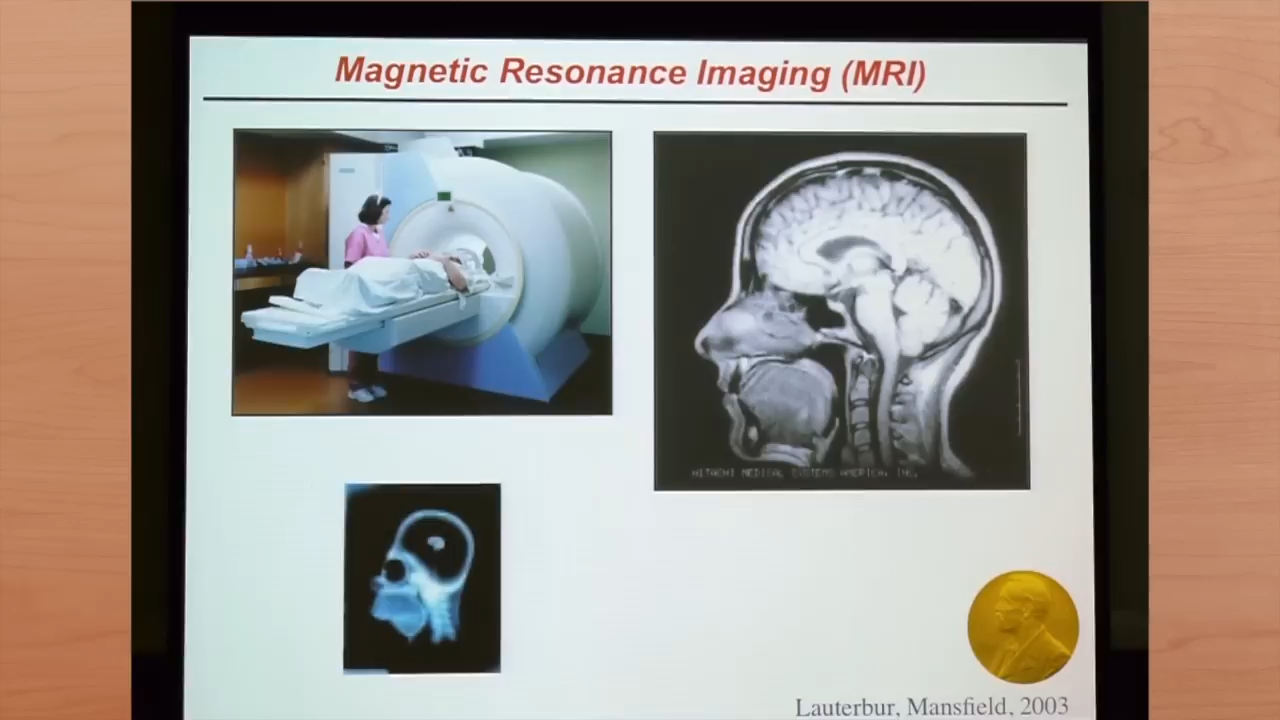 Magnetic Resonance Imaging (MRI)
HITACHI MEDICAL SYSTEMS AMERICA, INC.
Lauterbur, Mansfield, 2003